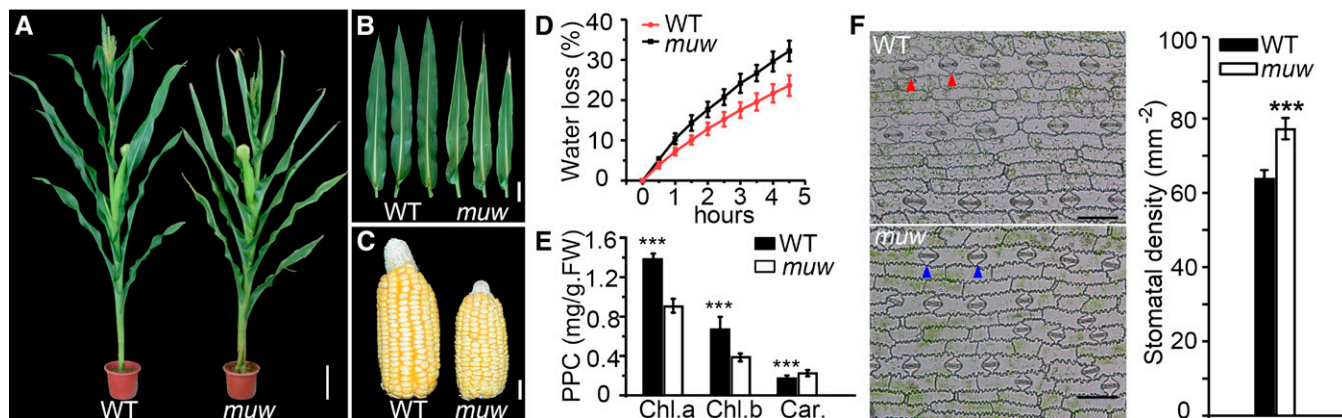 A
WT
muw
B
WT
muw
C
WT
muw
D
WT
muw
Water loss (%)
40
30
20
10
0
0 1 2 3 4 5
hours
E
WT
muw
PPC (mg/g.FW)
1.6
1.2
0.8
0.4
0
***
***
***
Chl.a Chl.b Car.
F
WT
muw
Stomatal density (mm-2)
100
80
60
40
20
0
WT
muw
***